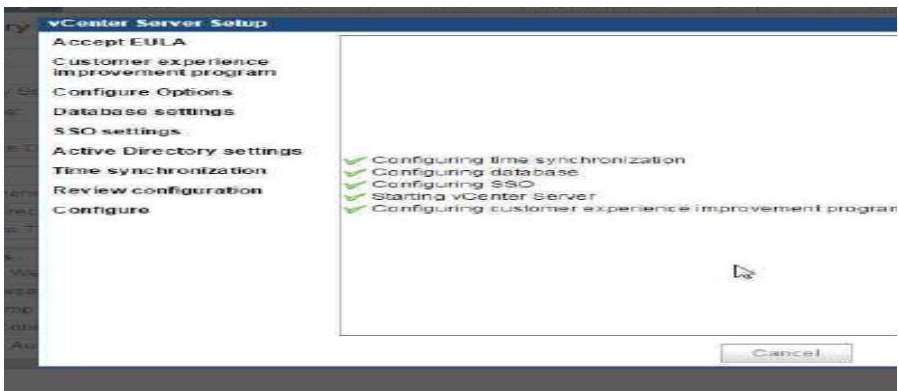 vCenter Server Setup
Accept EULA
Customer experience
improvement program
Configure Options
Database settings
SSO settings
Active Directory settings
Time synchronization
Review configuration
Configure
Configuring time synchronization
Configuring database
Configuring SSO
Starting vCenter Server
Configuring customer experience improvement program
Cancel